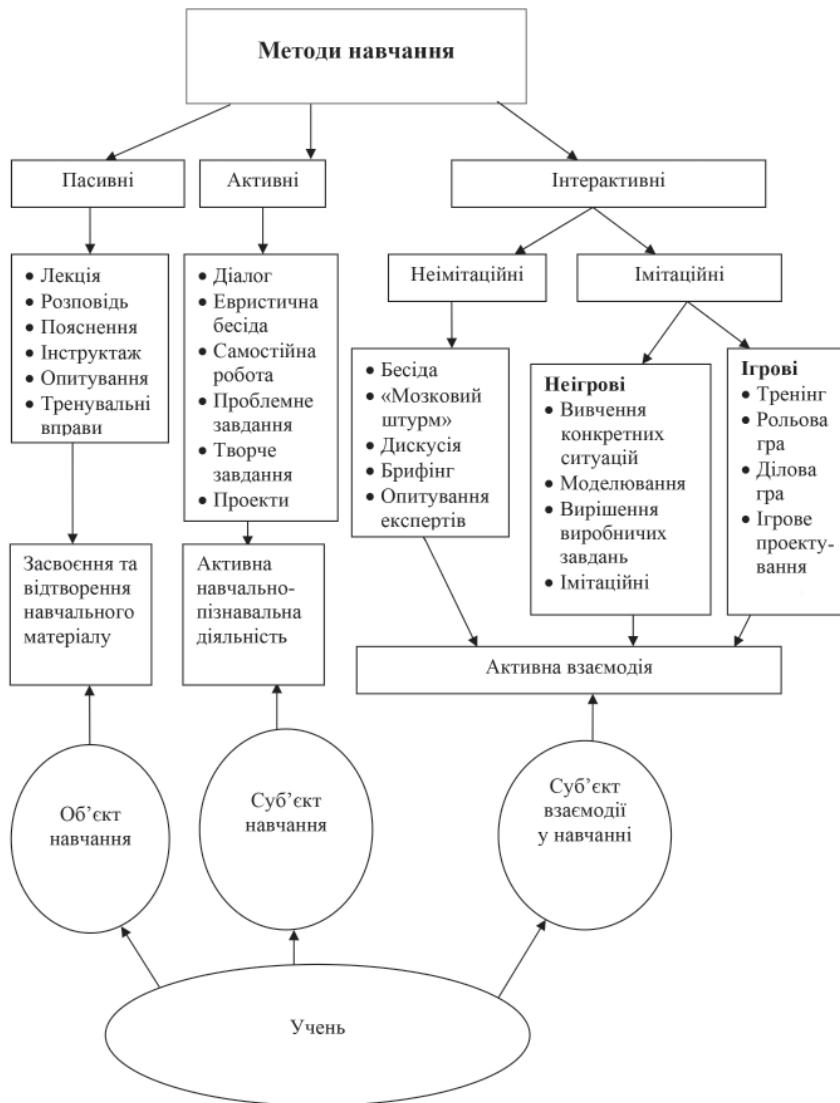 Методи навчання
Пасивні
Активні
Інтерактивні
Неімітаційні
Імітаційні
• Лекція
• Розповідь
• Пояснення
• Інструктаж
• Опитування
• Тренувальні
вправи
• Діалог
• Евристична
бесіда
• Самостійна
робота
• Проблемне
завдання
• Творче
завдання
• Проекти
• Бесіда
• «Мозковий
штурм»
• Дискусія
• Брифінг
• Опитування
експертів
Неігрові
• Вивчення
конкретних
ситуацій
• Моделювання
• Вирішення
виробничих
завдань
• Імітаційні
Ігрові
• Тренінг
• Рольова
гра
• Ділова
гра
• Ігрове
проекту-
вання
Засвоєння та
відтворення
навчального
матеріалу
Активна
навчально-
пізнавальна
діяльність
Активна взаємодія
Об’єкт
навчання
Суб’єкт
навчання
Суб’єкт
взаємодії
у навчанні
Учень